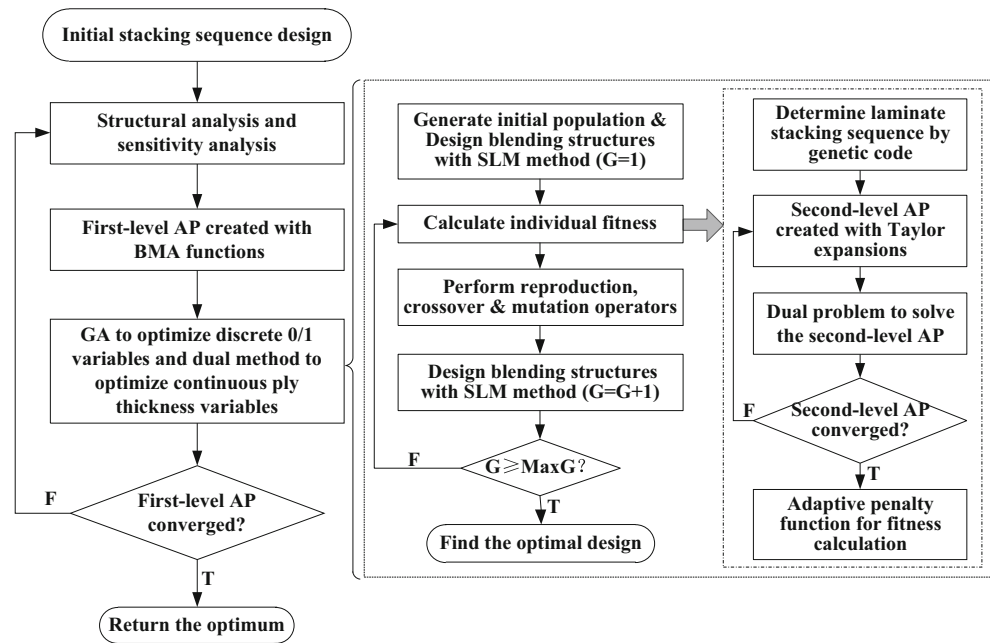 Initial stacking sequence design
Structural analysis and
sensitivity analysis
First-level AP created with
BMA functions
GA to optimize discrete 0/1
variables and dual method to
optimize continuous ply
thickness variables
F
First-level AP
converged?
T
Return the optimum
Generate initial population &
Design blending structures
with SLM method (G=1)
Calculate individual fitness
Perform reproduction,
crossover & mutation operators
Design blending structures
with SLM method (G=G+1)
F
G≥MaxG?
T
Find the optimal design
Determine laminate
stacking sequence by
genetic code
Second-level AP
created with Taylor
expansions
Dual problem to solve
the second-level AP
F
Second-level AP
converged?
T
Adaptive penalty
function for fitness
calculation